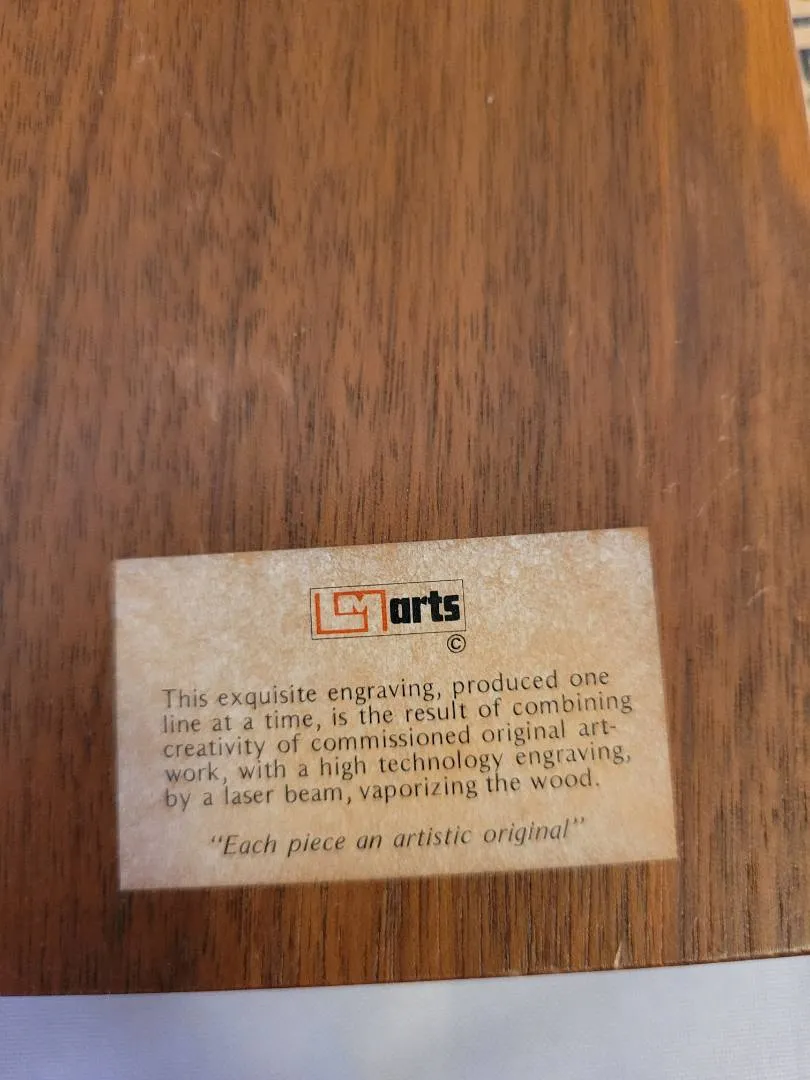 LMarts
©
This exquisite engraving, produced one
line at a time, is the result of combining
creativity of commissioned original art-
work, with a high technology engraving,
by a laser beam, vaporizing the wood.
"Each piece an artistic original"